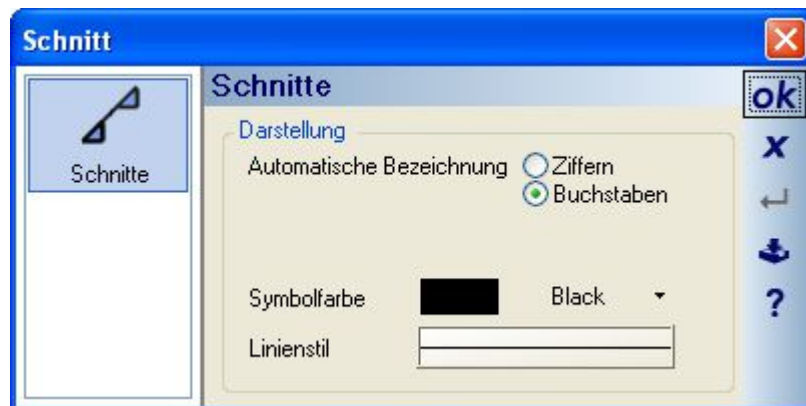 Schnitt
Schnitte
Schnitte
Darstellung
Automatische Bezeichnung Ziffern
Buchstaben
Symbolfarbe Black
Linienstil
ok
x
?